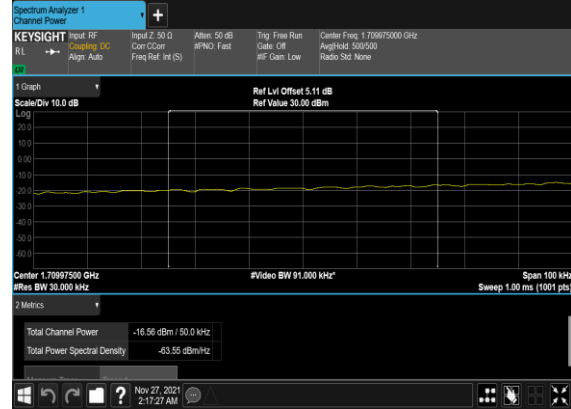 Spectrum Analyzer 1
Channel Power
KEYSIGHT
RL
Input: RF
Coupling: DC
Align: Auto
Input Z: 50 Ω
Corr CCorr
Freq Ref: Int (S)
Atten: 50 dB
#PNO: Fast
Trig: Free Run
Gate: Off
#IF Gain: Low
Center Freq: 1.709975000 GHz
Avg|Hold: 500/500
Radio Std: None
1 Graph
Scale/Div 10.0 dB
Ref Lvl Offset 5.11 dB
Ref Value 30.00 dBm
Log
20.0
10.0
0.00
-10.0
-20.0
-30.0
-40.0
-50.0
-60.0
Center 1.70997500 GHz
#Video BW 91.000 kHz*
Span 100 kHz
#Res BW 30.000 kHz
Sweep 1.00 ms (1001 pts)
2 Metrics
Total Channel Power -16.56 dBm / 50.0 kHz
Total Power Spectral Density -63.55 dBm/Hz
Nov 27, 2021
2:17:27 AM